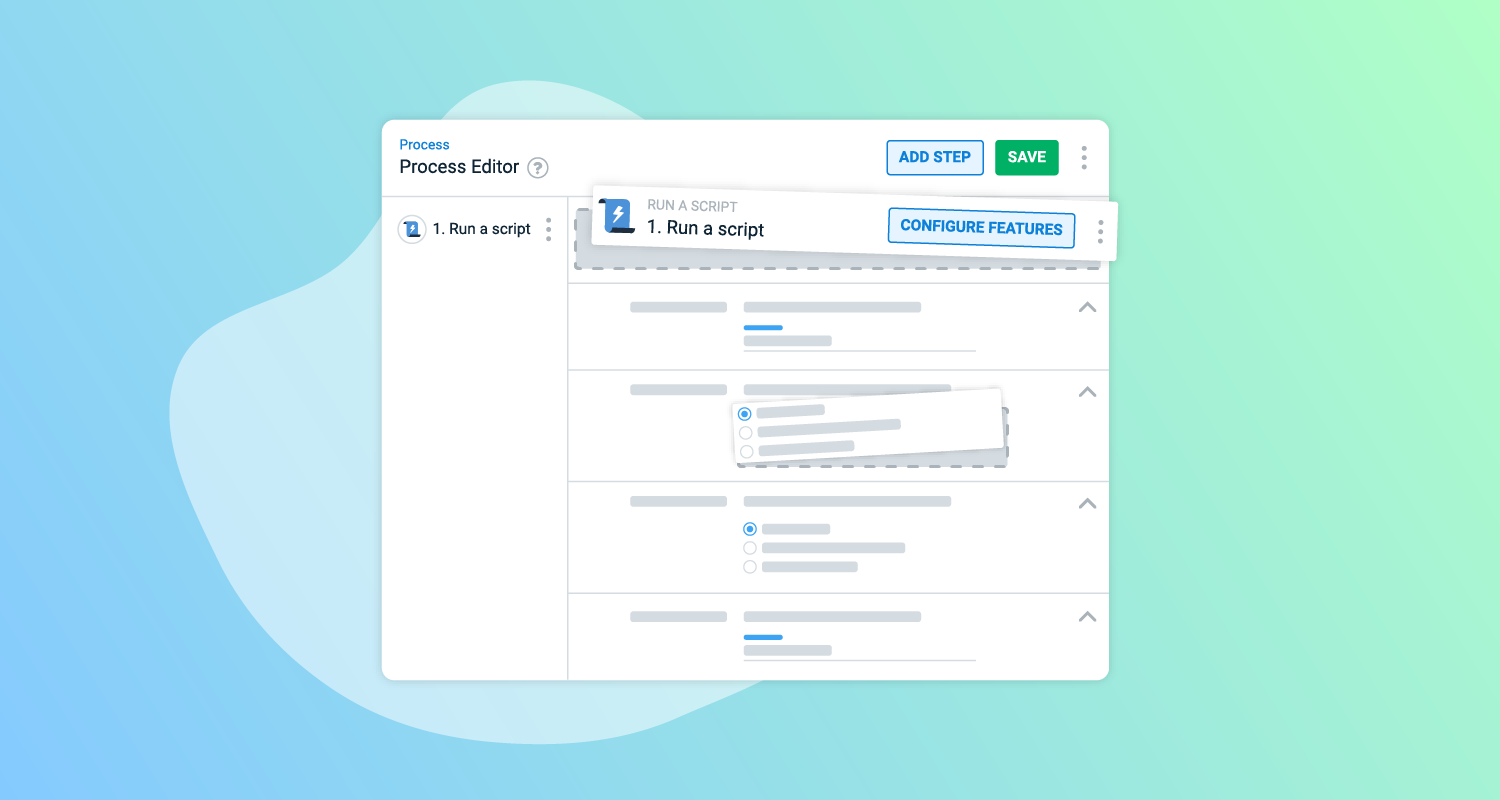 Process
Process Editor ?
ADD STEP
SAVE
1. Run a script
RUN A SCRIPT
1. Run a script
CONFIGURE FEATURES